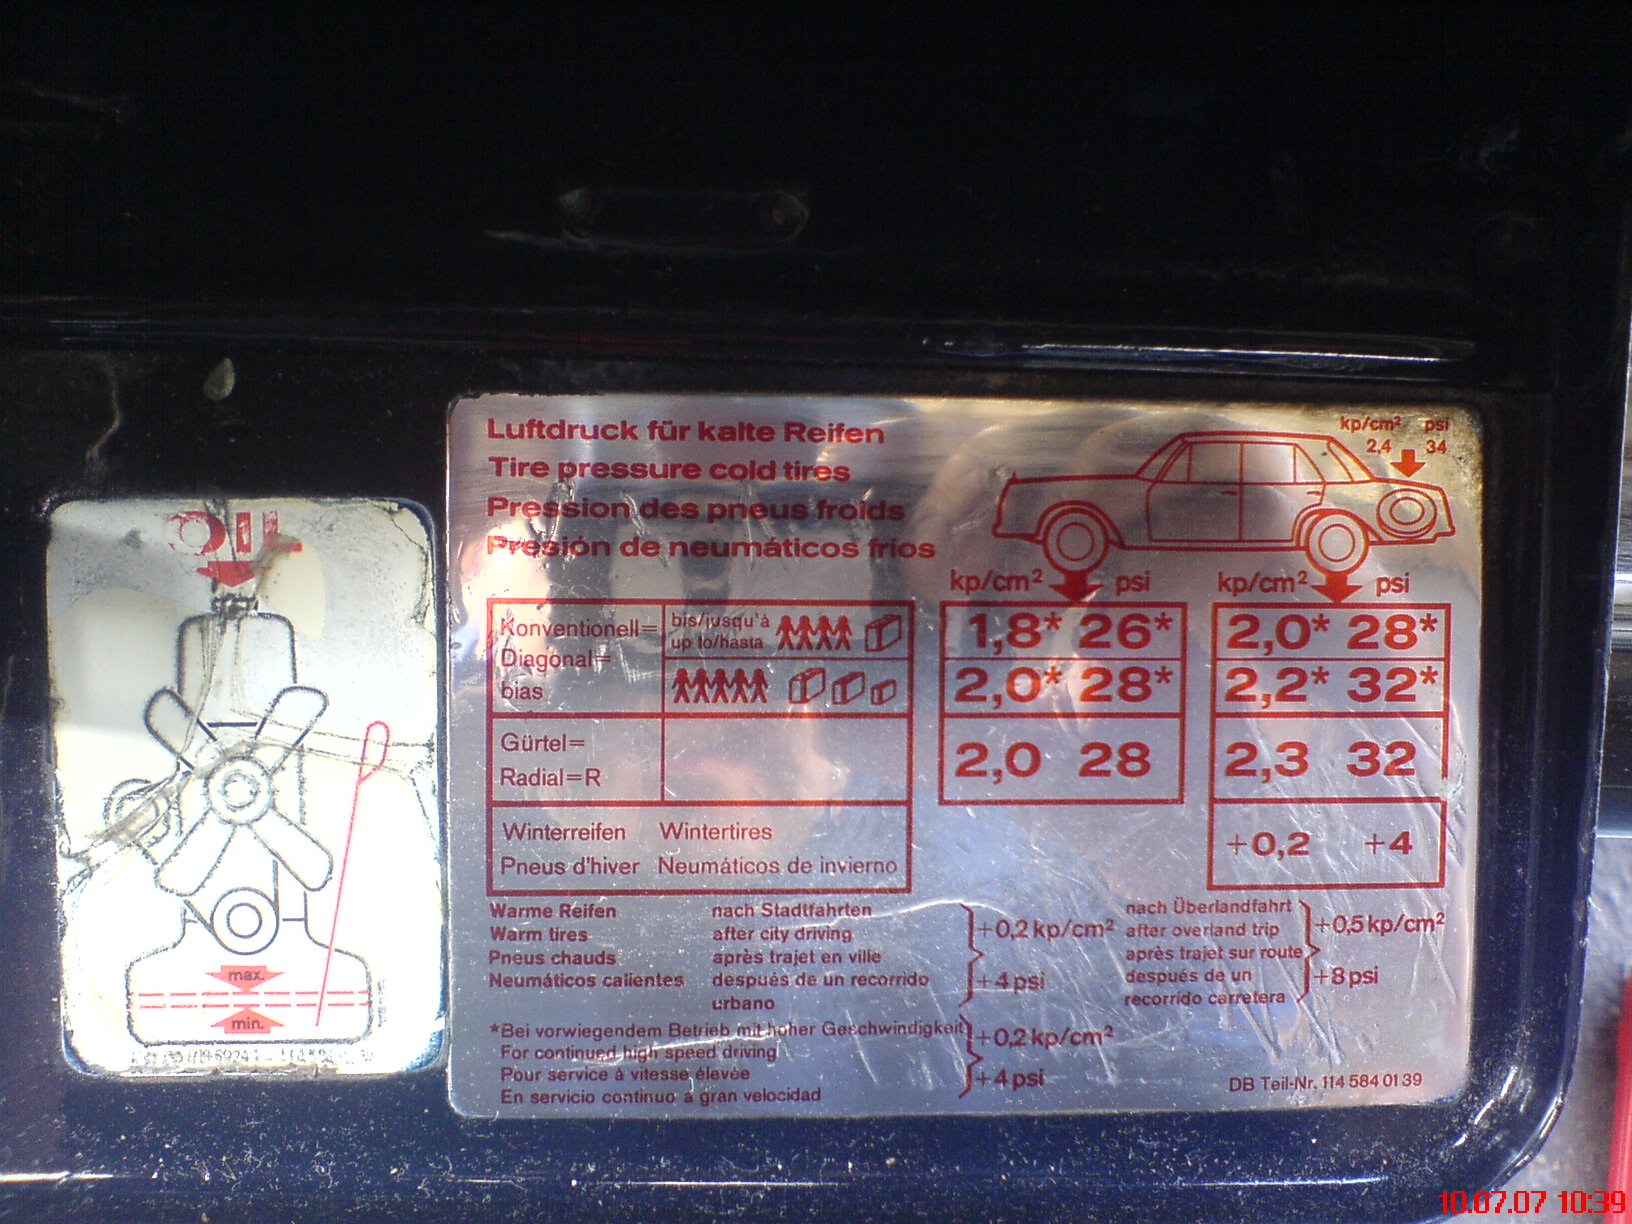 OIL
max.
min.
Luftdruck für kalte Reifen
Tire pressure cold tires
Pression des pneus froids
Presión de neumáticos frios
kp/cm² psi
2,4 34
kp/cm² psi
kp/cm² psi
Konventionell=
Diagonal=
bias
bis/jusqu'à
up to/hasta
1,8* 26*
2,0* 28*
2,0* 28*
2,2* 32*
Gürtel=
Radial=R
2,0 28
2,3 32
Winterreifen Wintertires
Pneus d'hiver Neumáticos de invierno
+0,2 +4
Warme Reifen nach Stadtfahrten
Warm tires after city driving
Pneus chauds après trajet en ville
Neumáticos calientes después de un recorrido
urbano
+0,2 kp/cm²
+4 psi
nach Überlandfahrt
after overland trip
après trajet sur route
después de un
recorrido carretera
+0,5 kp/cm²
+8 psi
*Bei vorwiegendem Betrieb mit hoher Geschwindigkeit
For continued high speed driving
Pour service à vitesse élevée
En servicio continuo a gran velocidad
+0,2 kp/cm²
+4 psi
DB Teil-Nr. 114 584 01 39
10.07.07 10:39